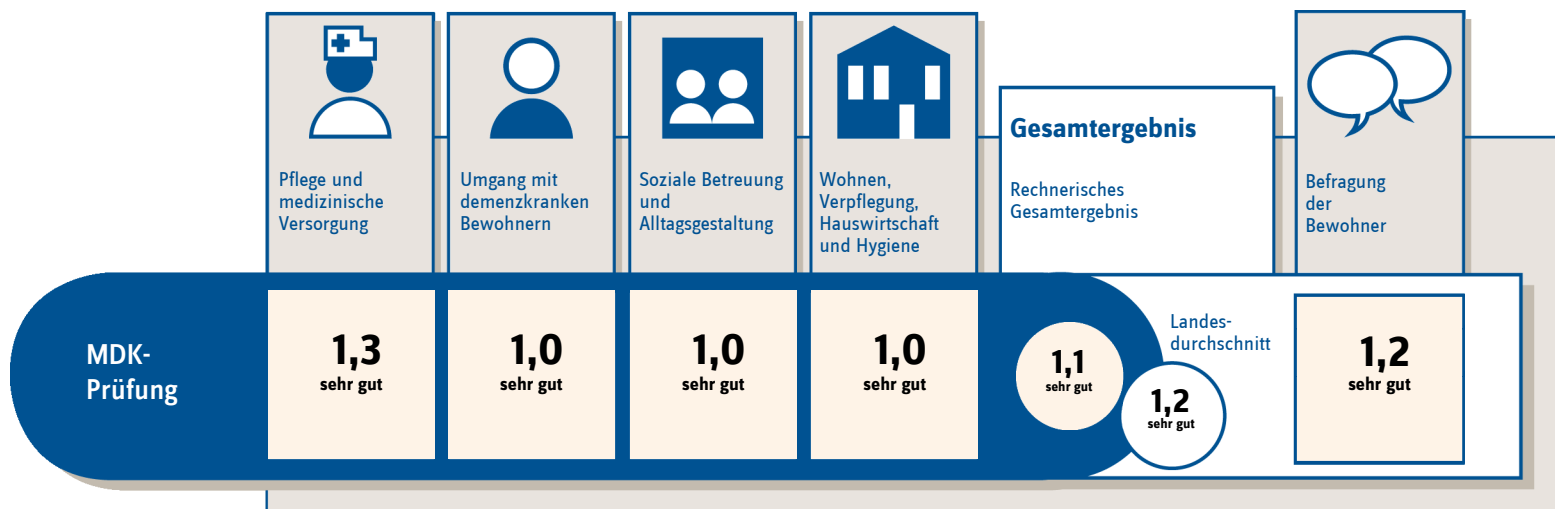 Pflege und
medizinische
Versorgung
Umgang mit
demenzkranken
Bewohnern
Soziale Betreuung
und
Alltagsgestaltung
Wohnen,
Verpflegung,
Hauswirtschaft
und Hygiene
Gesamtergebnis
Rechnerisches
Gesamtergebnis
Befragung
der
Bewohner
MDK-
Prüfung
1,3
sehr gut
1,0
sehr gut
1,0
sehr gut
1,0
sehr gut
1,1
sehr gut
Landes-
durchschnitt
1,2
sehr gut
1,2
sehr gut